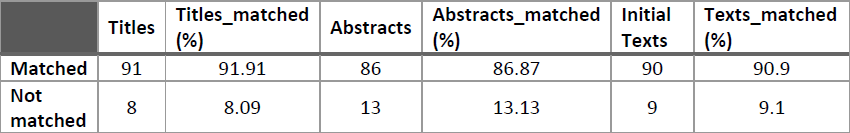 Titles Titles_matched (%) Abstracts Abstracts_matched (%) Initial Texts Texts_matched (%)
Matched 91 91.91 86 86.87 90 90.9
Not matched 8 8.09 13 13.13 9 9.1